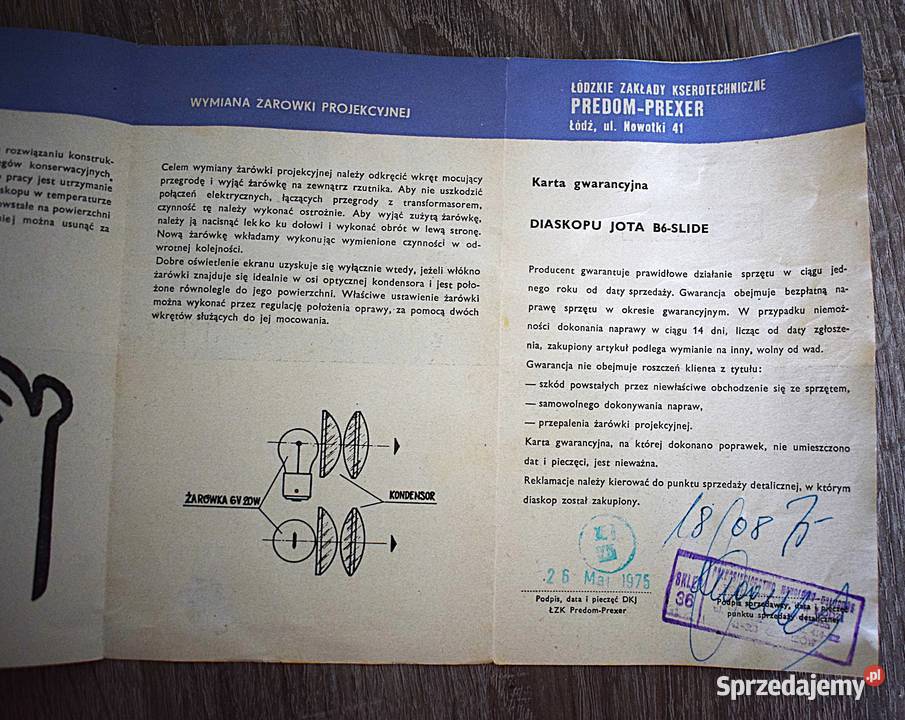 rozwiązaniu konstruk-
gów konserwacyjnych,
pracy jest utrzymanie
skopu w temperaturze
owstałe na powierzchni
niej można usunąć za
WYMIANA ŻAROWKI PROJEKCYJNEJ
Celem wymiany żarówki projekcyjnej należy odkręcić wkręt mocujący
przegrodę i wyjąć żarówkę na zewnątrz rzutnika. Aby nie uszkodzić
połączeń elektrycznych, łączących przegrody z transformasorem,
czynność tę należy wykonać ostrożnie. Aby wyjąć zużytą żarówkę,
należy ją nacisnąć lekko ku dołowi i wykonać obrót w lewą stronę.
Nową żarówkę wkładamy wykonując wymienione czynności w od-
wrotnej kolejności.
Dobre oświetlenie ekranu uzyskuje się wyłącznie wtedy, jeżeli włókno
żarówki znajduje się idealnie w osi optycznej kondensora i jest poło-
żone równolegle do jego powierzchni. Właściwe ustawienie żarówki
można wykonać przez regulację położenia oprawy, za pomocą dwóch
wkrętów służących do jej mocowania.
ŻARÓWKA 6V 20W
KONDENSOR
ŁÓDZKIE ZAKŁADY KSEROTECHNICZNE
PREDOM-PREXER
Łódź, ul. Nowotki 41
Karta gwarancyjna
DIASKOPU JOTA B6-SLIDE
Producent gwarantuje prawidłowe działanie sprzętu w ciągu jed-
nego roku od daty sprzedaży. Gwarancja obejmuje bezpłatną na-
prawę sprzętu w okresie gwarancyjnym. W przypadku niemoż-
ności dokonania naprawy w ciągu 14 dni, licząc od daty zgłosze-
nia, zakupiony artykuł podlega wymianie na inny, wolny od wad.
Gwarancja nie obejmuje roszczeń klienta z tytułu:
— szkód powstałych przez niewłaściwe obchodzenie się ze sprzętem,
— samowolnego dokonywania napraw,
— przepalenia żarówki projekcyjnej.
Karta gwarancyjna, na której dokonano poprawek, nie umieszczono
dat i pieczęci, jest nieważna.
Reklamacje należy kierować do punktu sprzedaży detalicznej, w którym
diaskop został zakupiony.
18/08 75
26 Maj 1975
Podpis, data i pieczęć DKJ
ŁZK Predom-Prexer
SKLEP
36
Podpis sprzedawcy, data i pieczęć
punktu sprzedaży detalicznej
Sprzedajemy.pl